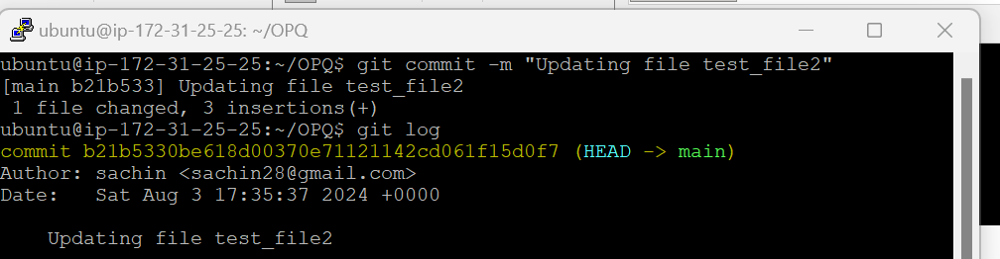 ubuntu@ip-172-31-25-25: ~/OPQ
ubuntu@ip-172-31-25-25:~/OPQ$ git commit -m "Updating file test_file2"
[main b21b533] Updating file test_file2
 1 file changed, 3 insertions(+)
ubuntu@ip-172-31-25-25:~/OPQ$ git log
commit b21b5330be618d00370e71121142cd061f15d0f7 (HEAD -> main)
Author: sachin <sachin28@gmail.com>
Date:   Sat Aug 3 17:35:37 2024 +0000
    Updating file test_file2